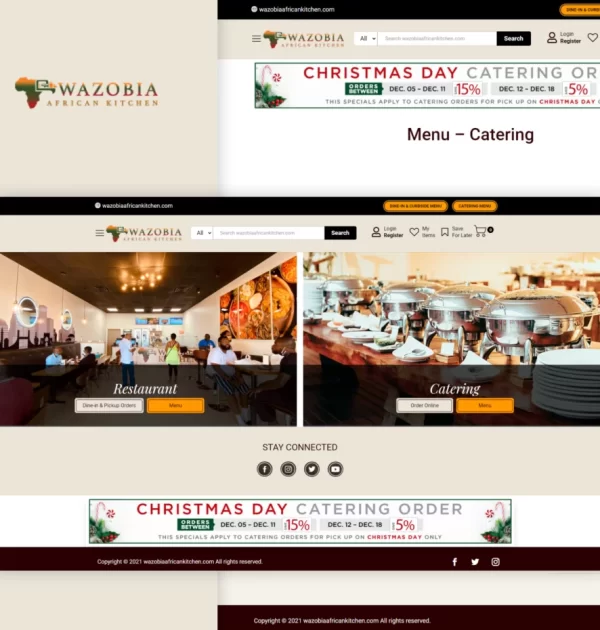 wazobiaafricankitchen.com
DINE-IN & CURBSIDE
All
Search wazobiaafricankitchen.com
Search
Login
Register
WAZOBIA
AFRICAN KITCHEN
WAZOBIA
AFRICAN KITCHEN
CHRISTMAS DAY CATERING OR
ORDERS BETWEEN DEC. 05 – DEC. 11 15% DEC. 12 – DEC. 18 5%
THIS SPECIALS APPLY TO CATERING ORDERS FOR PICK UP ON CHRISTMAS DAY
Menu – Catering
wazobiaafricankitchen.com
DINE-IN & CURBSIDE MENU
CATERING MENU
WAZOBIA
AFRICAN KITCHEN
All
Search wazobiaafricankitchen.com
Search
Login
Register
My
Items
Save
For Later
0
Restaurant
Dine-in & Pickup Orders
Menu
Catering
Order Online
Menu
STAY CONNECTED
CHRISTMAS DAY CATERING ORDER
ORDERS BETWEEN DEC. 05 – DEC. 11 15% DEC. 12 – DEC. 18 5%
THIS SPECIALS APPLY TO CATERING ORDERS FOR PICK UP ON CHRISTMAS DAY ONLY
Copyright © 2021 wazobiaafricankitchen.com All rights reserved.
Copyright © 2021 wazobiaafricankitchen.com All rights reserved.